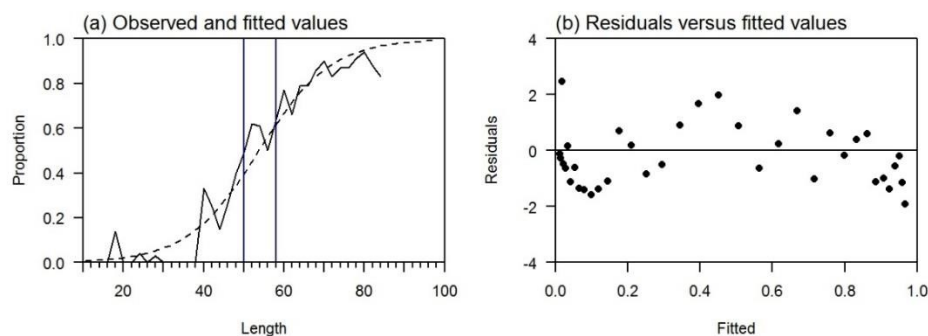 (a) Observed and fitted values
1.0
0.8
0.6
0.4
0.2
0.0
Proportion
20 40 60 80 100
Length
(b) Residuals versus fitted values
4
2
0
-2
-4
Residuals
0.0 0.2 0.4 0.6 0.8 1.0
Fitted